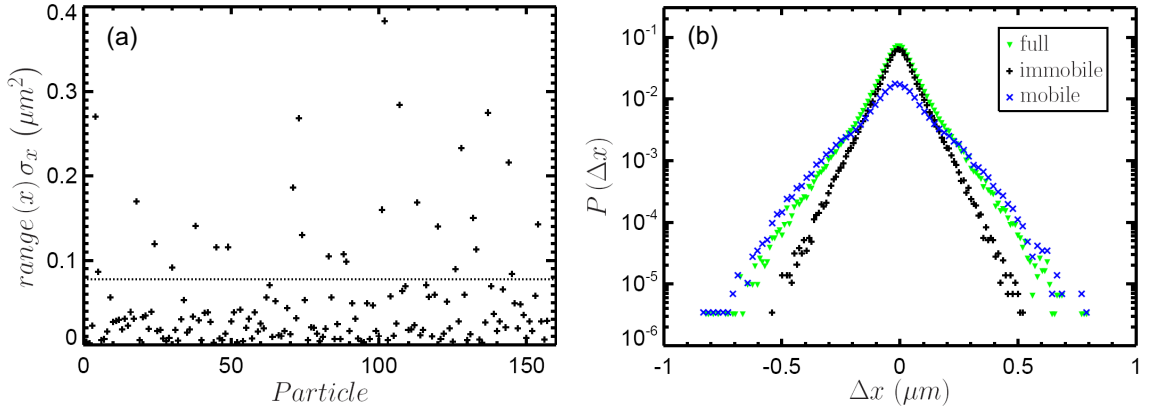 (a)
range (x) σₓ (μm²)
0.4
0.3
0.2
0.1
0
0
50
100
150
Particle
(b)
full
immobile
mobile
P (Δx)
10⁻¹
10⁻²
10⁻³
10⁻⁴
10⁻⁵
10⁻⁶
-1
-0.5
0
0.5
1
Δx (μm)